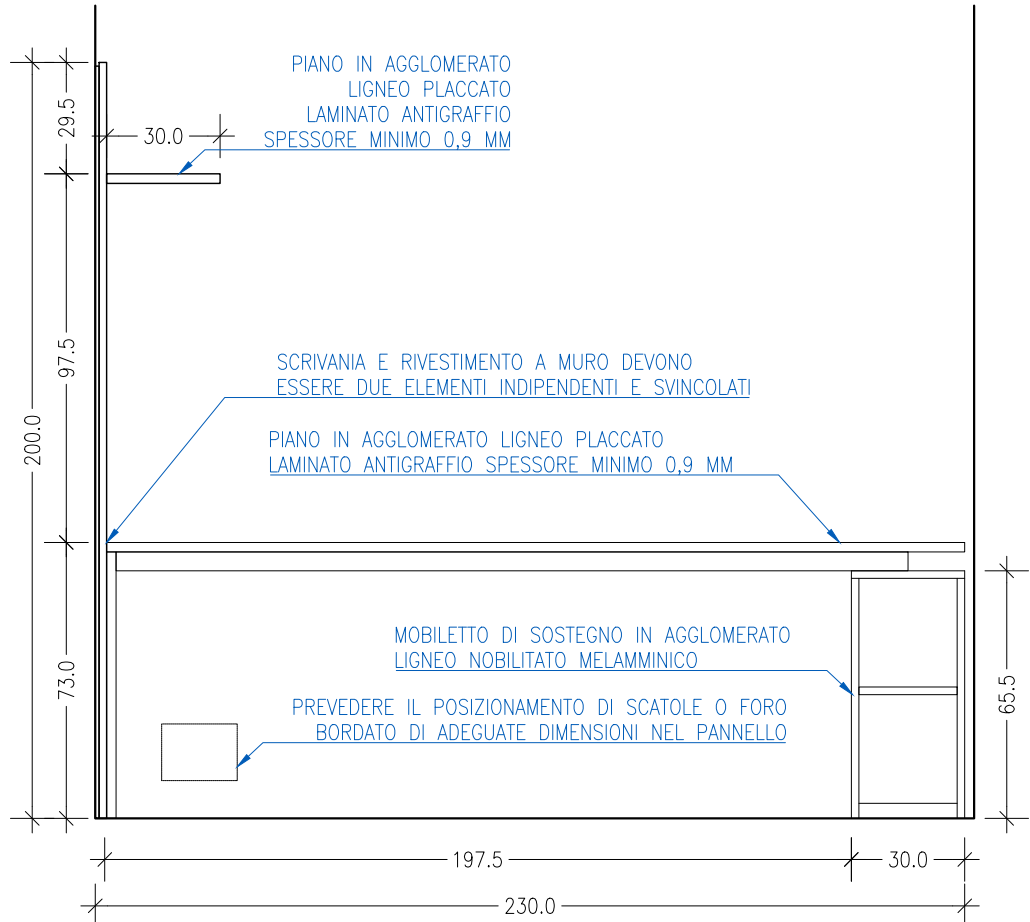 PIANO IN AGGLOMERATO
LIGNEO PLACCATO
LAMINATO ANTIGRAFFIO
SPESSORE MINIMO 0,9 MM
29.5
30.0
97.5
200.0
SCRIVANIA E RIVESTIMENTO A MURO DEVONO
ESSERE DUE ELEMENTI INDIPENDENTI E SVINCOLATI
PIANO IN AGGLOMERATO LIGNEO PLACCATO
LAMINATO ANTIGRAFFIO SPESSORE MINIMO 0,9 MM
73.0
MOBILETTO DI SOSTEGNO IN AGGLOMERATO
LIGNEO NOBILITATO MELAMMINICO
65.5
PREVEDERE IL POSIZIONAMENTO DI SCATOLE O FORO
BORDATO DI ADEGUATE DIMENSIONI NEL PANNELLO
197.5
30.0
230.0